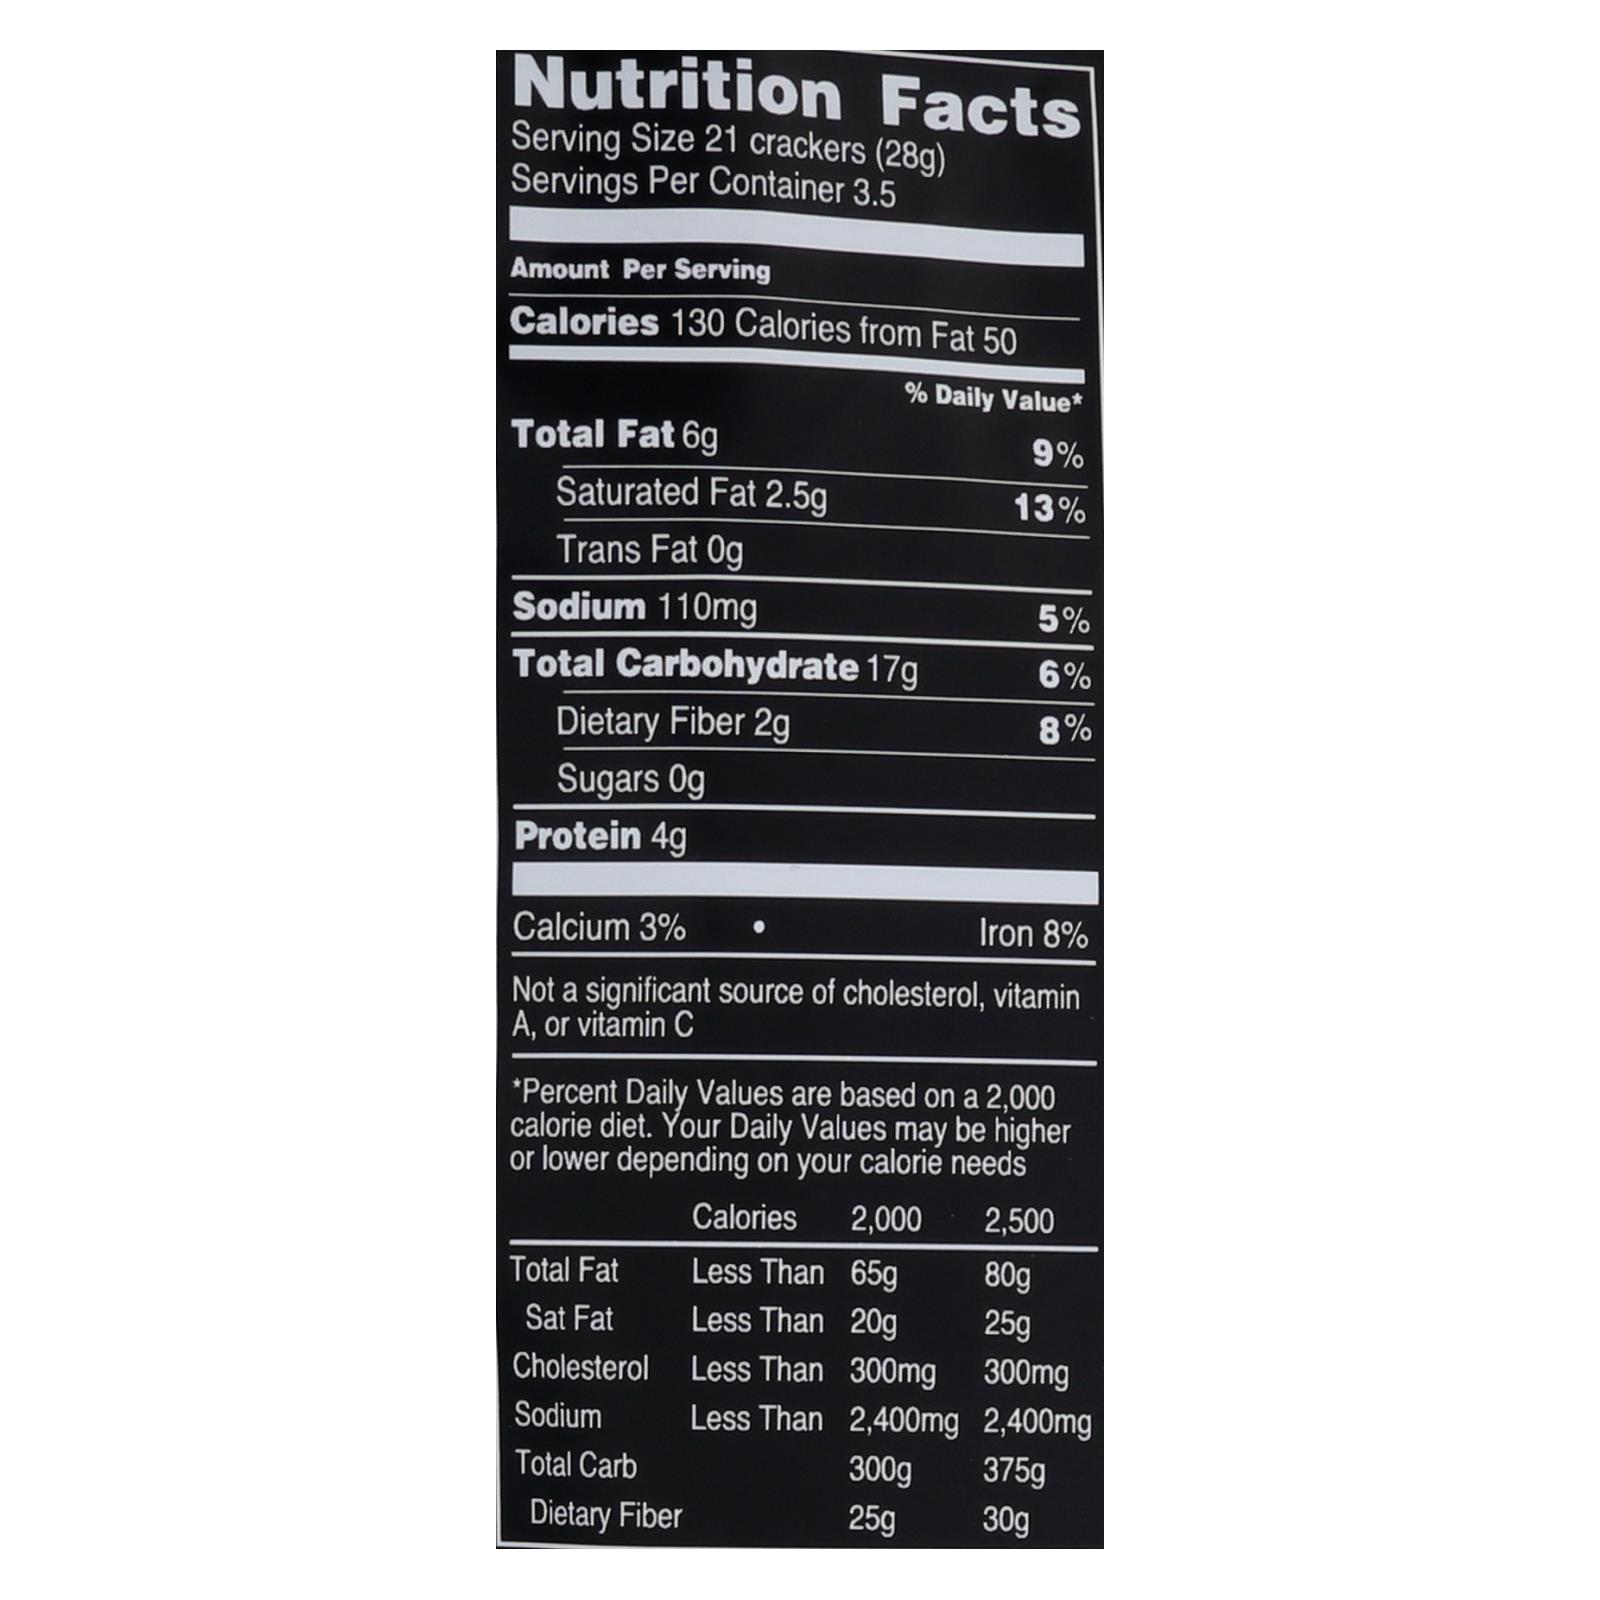 Nutrition Facts
Serving Size 21 crackers (28g)
Servings Per Container 3.5
Amount Per Serving
Calories 130 Calories from Fat 50
% Daily Value*
Total Fat 6g 9%
Saturated Fat 2.5g 13%
Trans Fat 0g
Sodium 110mg 5%
Total Carbohydrate 17g 6%
Dietary Fiber 2g 8%
Sugars 0g
Protein 4g
Calcium 3% • Iron 8%
Not a significant source of cholesterol, vitamin
A, or vitamin C
*Percent Daily Values are based on a 2,000
calorie diet. Your Daily Values may be higher
or lower depending on your calorie needs
Calories 2,000 2,500
Total Fat Less Than 65g 80g
Sat Fat Less Than 20g 25g
Cholesterol Less Than 300mg 300mg
Sodium Less Than 2,400mg 2,400mg
Total Carb 300g 375g
Dietary Fiber 25g 30g